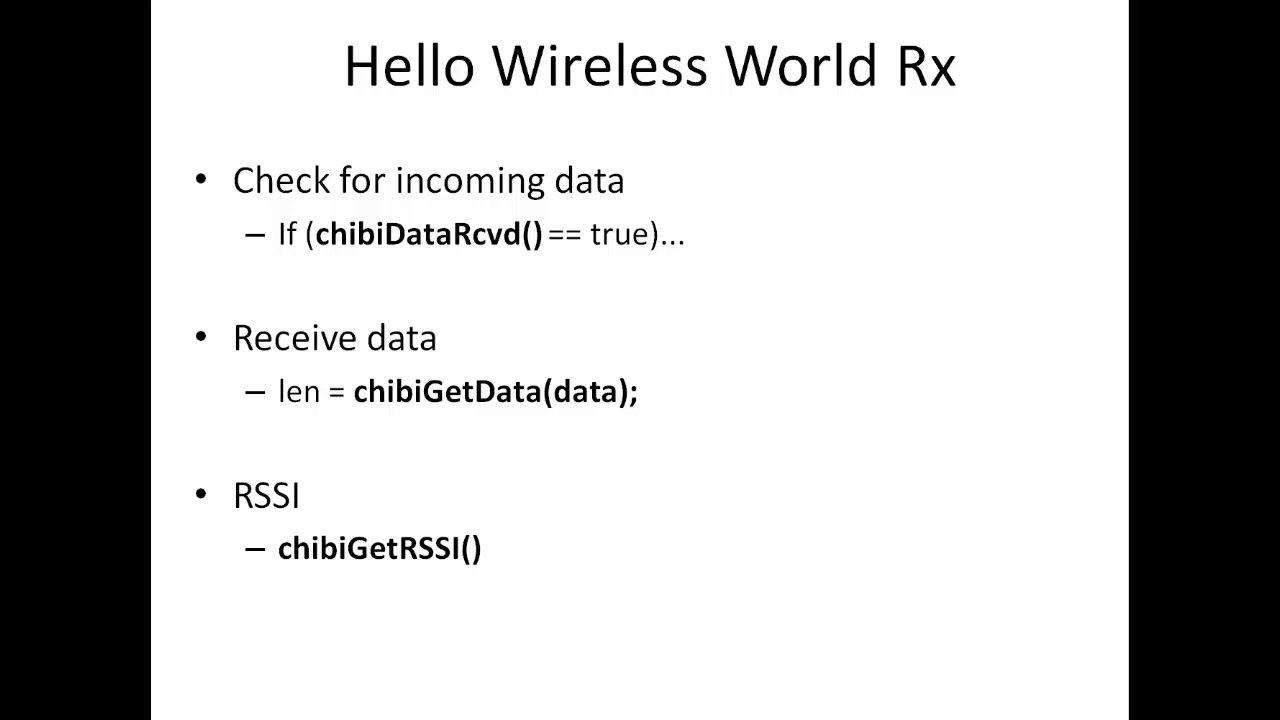 Hello Wireless World Rx
• Check for incoming data
– If (chibiDataRcvd() == true)...
• Receive data
– len = chibiGetData(data);
• RSSI
– chibiGetRSSI()